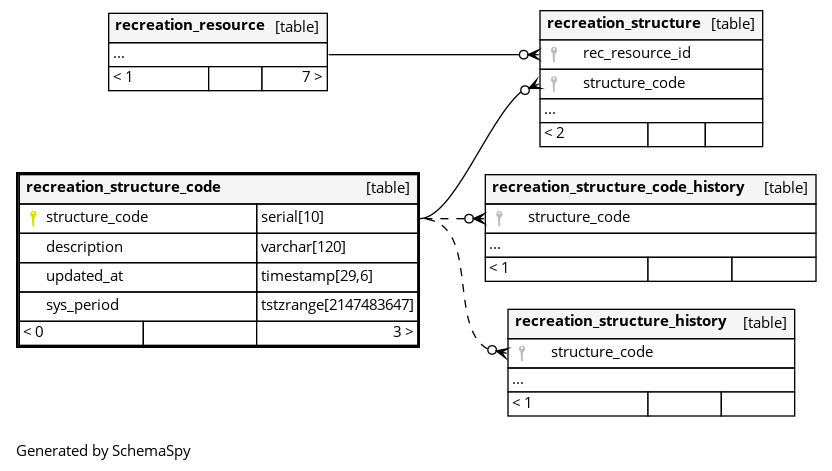 recreation_resource [table]
...
< 1 7 >
recreation_structure [table]
rec_resource_id
structure_code
...
< 2
recreation_structure_code [table]
structure_code serial[10]
description varchar[120]
updated_at timestamp[29,6]
sys_period tstzrange[2147483647]
< 0 3 >
recreation_structure_code_history [table]
structure_code
...
< 1
recreation_structure_history [table]
structure_code
...
< 1
Generated by SchemaSpy